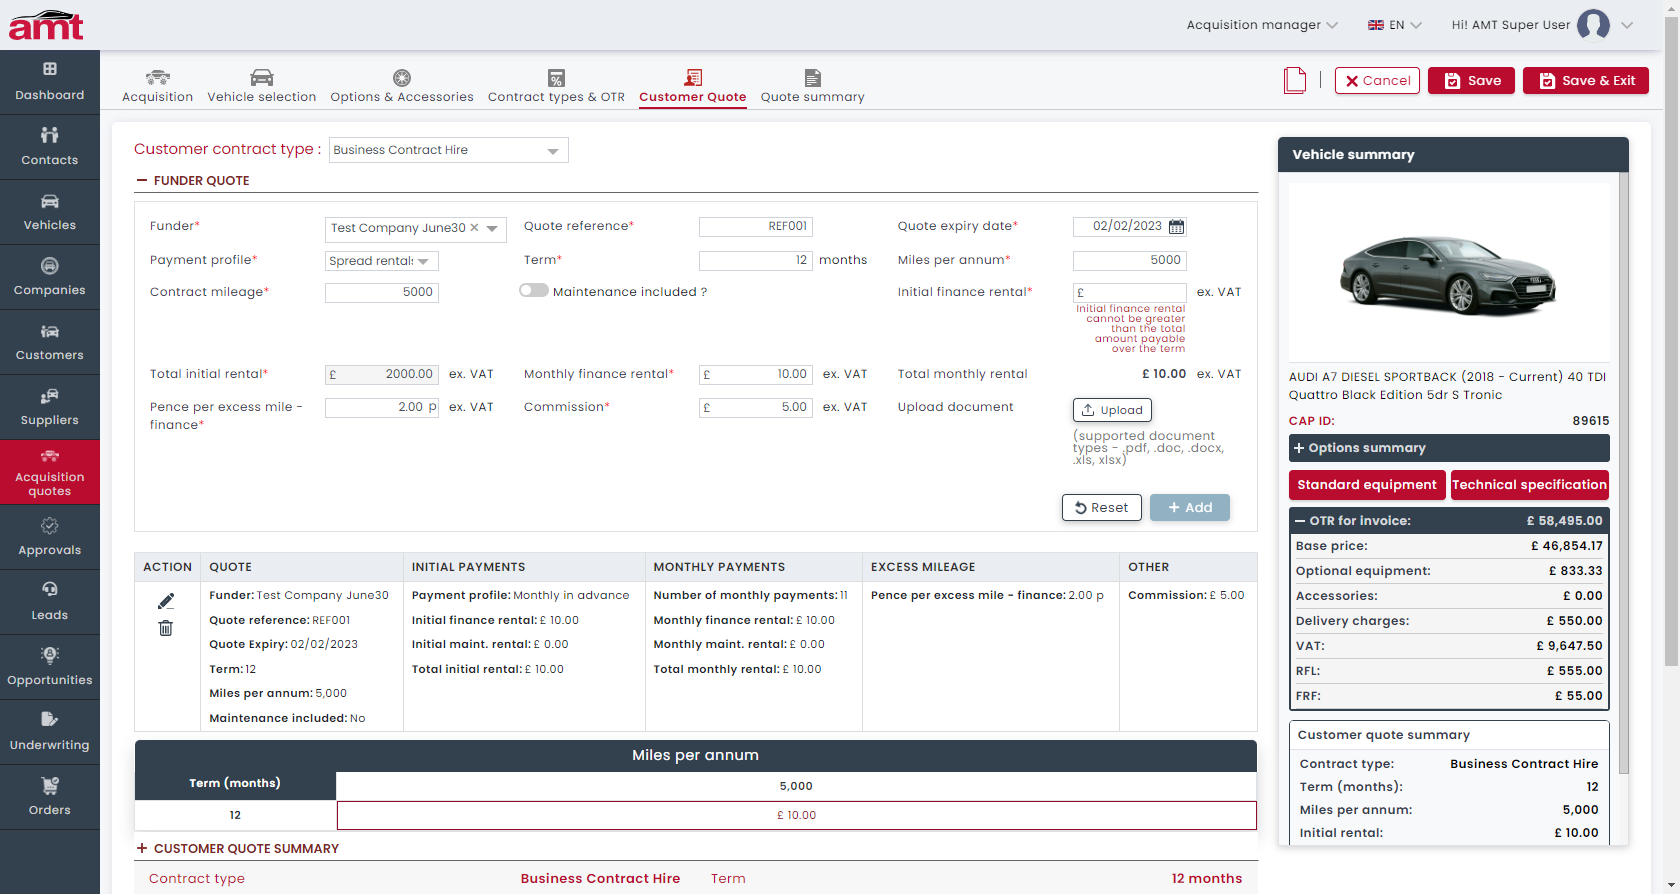 amt
Acquisition manager
EN
Hi! AMT Super User
Dashboard
Contacts
Vehicles
Companies
Customers
Suppliers
Acquisition
quotes
Approvals
Leads
Opportunities
Underwriting
Orders
Acquisition
Vehicle selection
Options & Accessories
Contract types & OTR
Customer Quote
Quote summary
Cancel
Save
Save & Exit
Customer contract type :
Business Contract Hire
FUNDER QUOTE
Funder*
Test Company June30
Quote reference*
REF001
Quote expiry date*
02/02/2023
Payment profile*
Spread rentals
Term*
12
months
Miles per annum*
5000
Contract mileage*
5000
Maintenance included ?
Initial finance rental*
£
ex. VAT
Initial finance rental
cannot be greater
than the total
amount payable
over the term
Total initial rental*
£ 2000.00
ex. VAT
Monthly finance rental*
£ 10.00
ex. VAT
Total monthly rental
£ 10.00 ex. VAT
Pence per excess mile -
finance*
2.00 p
ex. VAT
Commission*
£ 5.00
ex. VAT
Upload document
Upload
(supported document
types - .pdf, .doc, .docx,
.xls, xlsx)
Reset
+ Add
ACTION
QUOTE
INITIAL PAYMENTS
MONTHLY PAYMENTS
EXCESS MILEAGE
OTHER
Funder: Test Company June30
Quote reference: REF001
Quote Expiry: 02/02/2023
Term: 12
Miles per annum: 5,000
Maintenance included: No
Payment profile: Monthly in advance
Initial finance rental: £ 10.00
Initial maint. rental: £ 0.00
Total initial rental: £ 10.00
Number of monthly payments: 11
Monthly finance rental: £ 10.00
Monthly maint. rental: £ 0.00
Total monthly rental: £ 10.00
Pence per excess mile - finance: 2.00 p
Commission: £ 5.00
Miles per annum
Term (months)
5,000
12
£ 10.00
CUSTOMER QUOTE SUMMARY
Contract type
Business Contract Hire
Term
12 months
Vehicle summary
AUDI A7 DIESEL SPORTBACK (2018 - Current) 40 TDI
Quattro Black Edition 5dr S Tronic
CAP ID: 89615
Options summary
Standard equipment
Technical specification
OTR for invoice: £ 58,495.00
Base price: £ 46,854.17
Optional equipment: £ 833.33
Accessories: £ 0.00
Delivery charges: £ 550.00
VAT: £ 9,647.50
RFL: £ 555.00
FRF: £ 55.00
Customer quote summary
Contract type: Business Contract Hire
Term (months): 12
Miles per annum: 5,000
Initial rental: £ 10.00